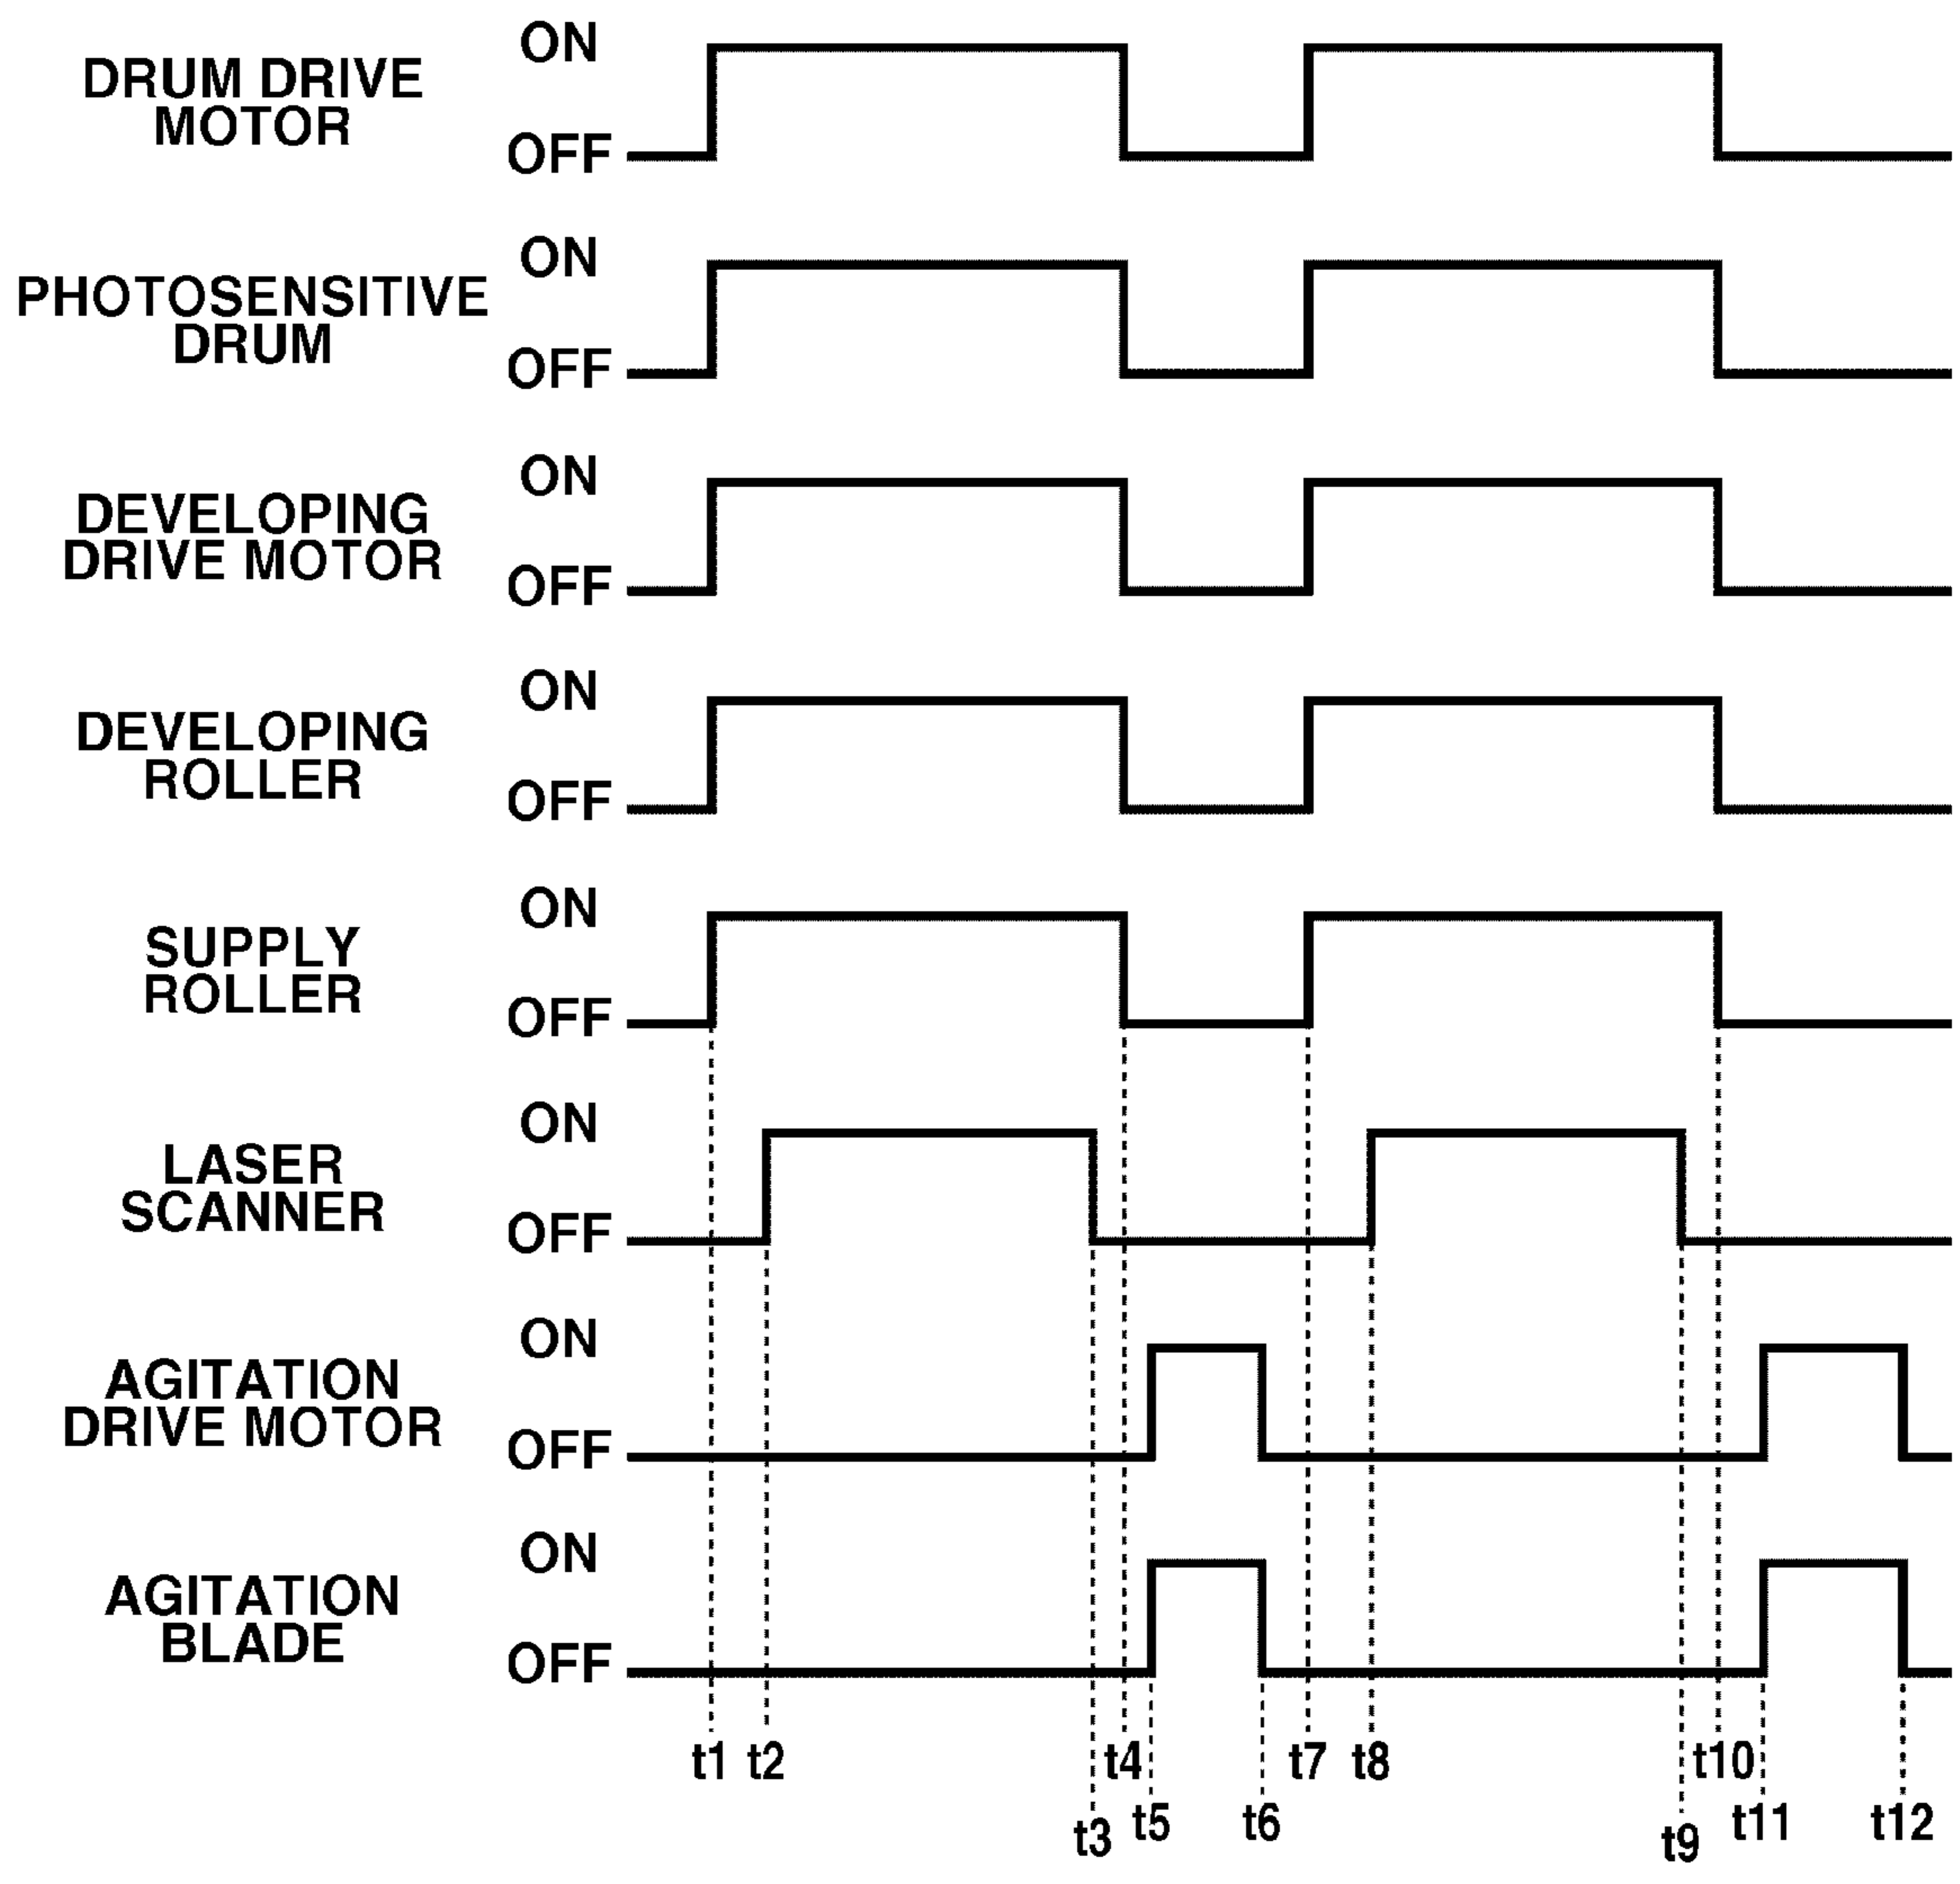 ON
DRUM DRIVE
MOTOR
OFF
ON
PHOTOSENSITIVE
DRUM
OFF
ON
DEVELOPING
DRIVE MOTOR
OFF
ON
DEVELOPING
ROLLER
OFF
ON
SUPPLY
ROLLER
OFF
ON
LASER
SCANNER
OFF
ON
AGITATION
DRIVE MOTOR
OFF
ON
AGITATION
BLADE
OFF
t1 t2 t4 t7 t8 t10
t3 t5 t6 t9 t11 t12